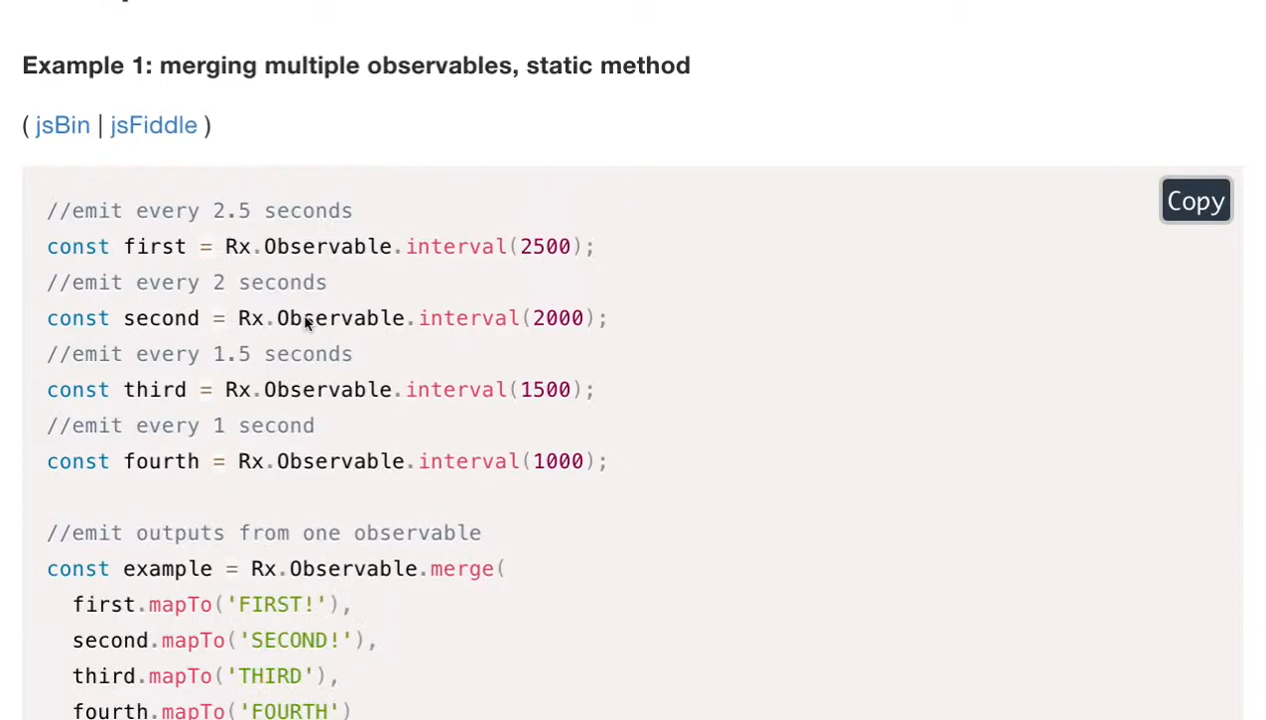 Example 1: merging multiple observables, static method
( jsBin | jsFiddle )
Copy
//emit every 2.5 seconds
const first = Rx.Observable.interval(2500);
//emit every 2 seconds
const second = Rx.Observable.interval(2000);
//emit every 1.5 seconds
const third = Rx.Observable.interval(1500);
//emit every 1 second
const fourth = Rx.Observable.interval(1000);
//emit outputs from one observable
const example = Rx.Observable.merge(
first.mapTo('FIRST!'),
second.mapTo('SECOND!'),
third.mapTo('THIRD'),
fourth.mapTo('FOURTH')